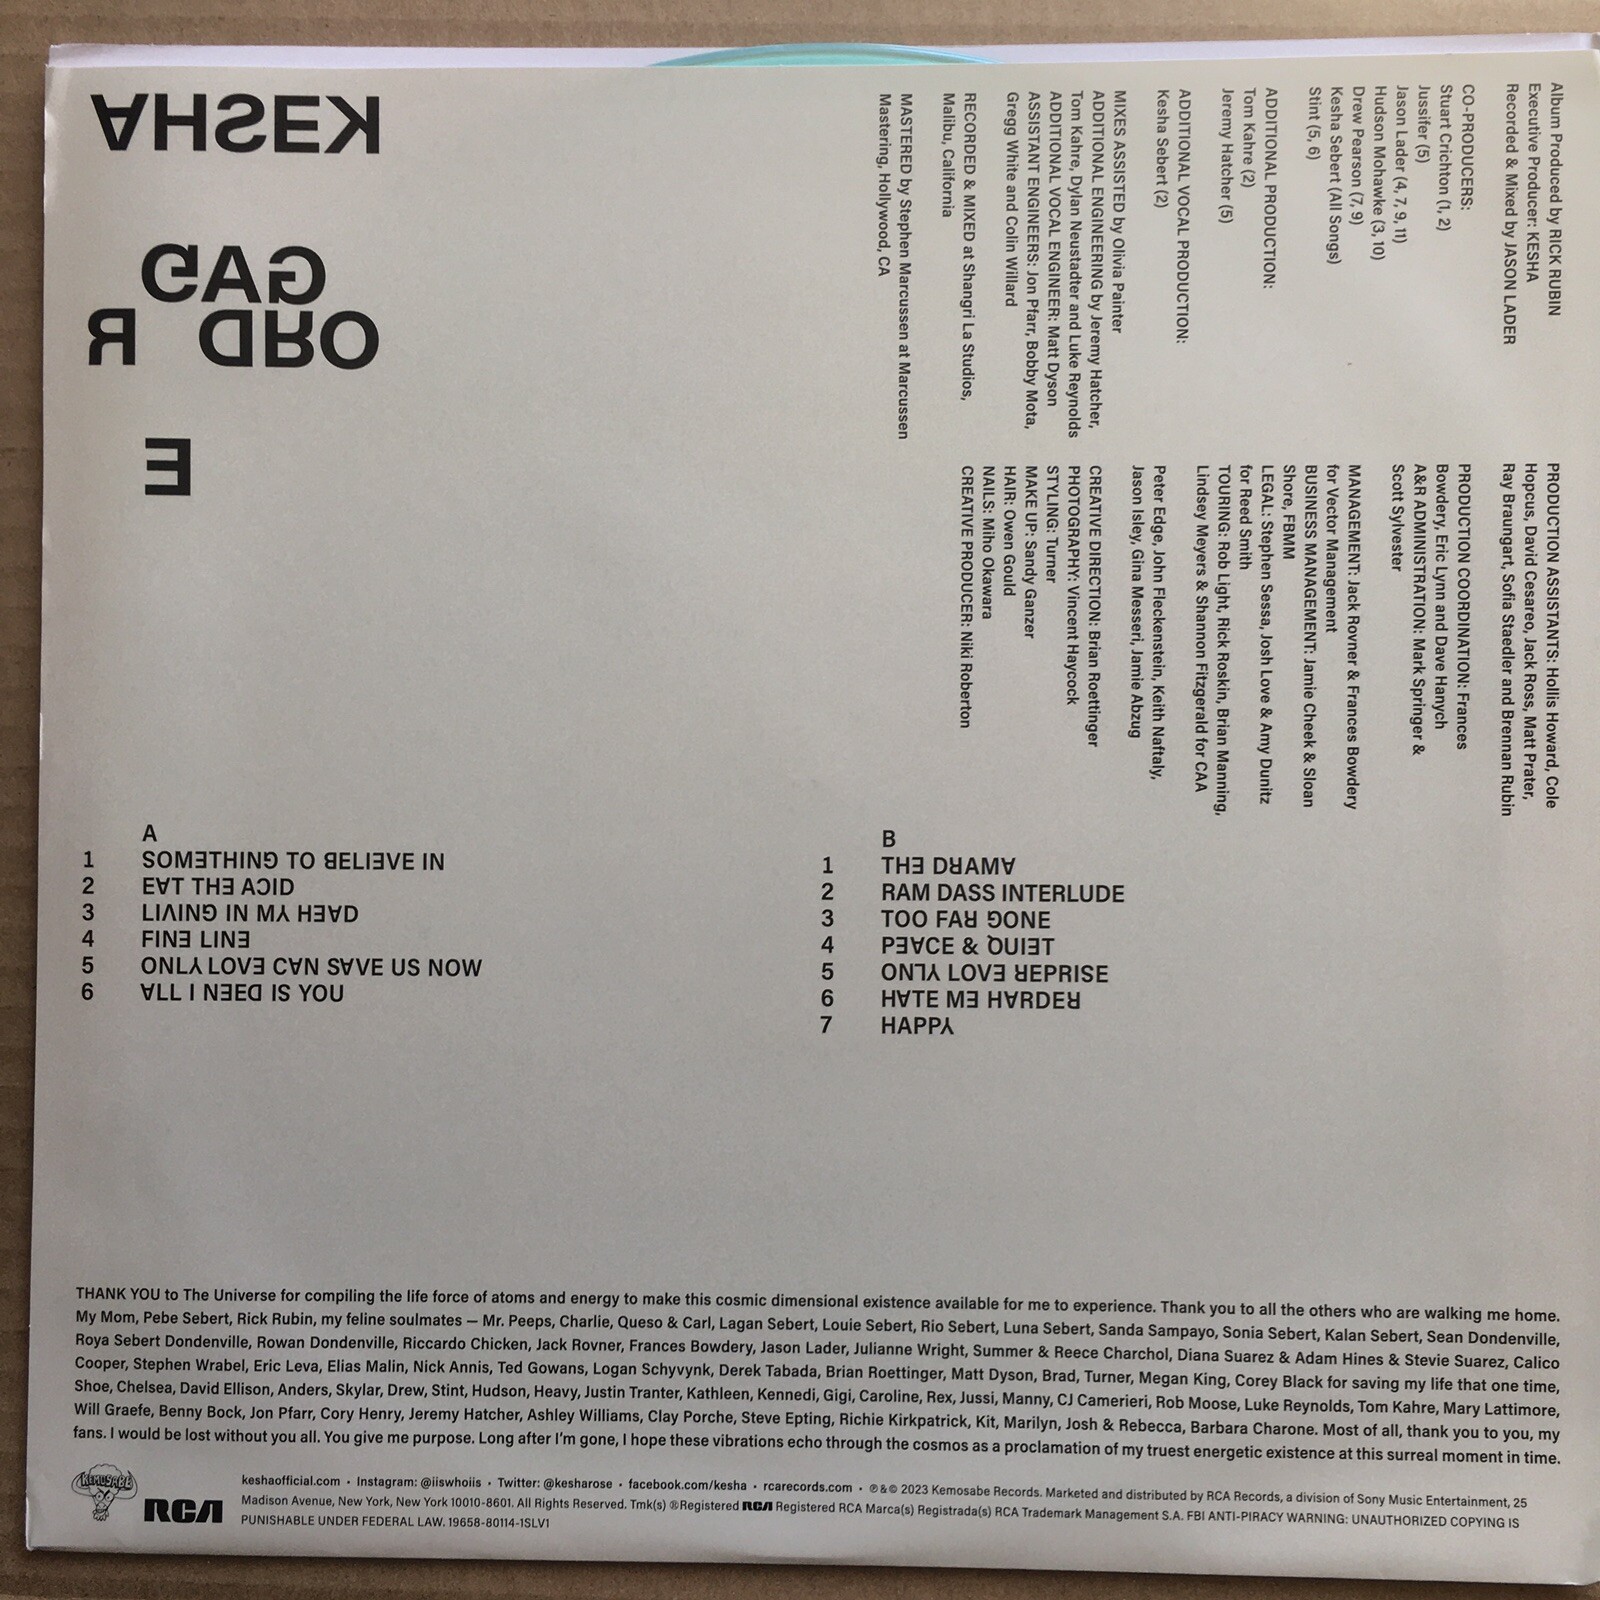 KESHA
GAG
ORD R
E
Album Produced by RICK RUBIN
Executive Producer: KESHA
Recorded & Mixed by JASON LADER
CO-PRODUCERS:
Stuart Crichton (1, 2)
Jussifer (5)
Jason Lader (4, 7, 9, 11)
Hudson Mohawke (3, 10)
Drew Pearson (7, 9)
Kesha Sebert (All Songs)
Stint (5, 6)
ADDITIONAL PRODUCTION:
Tom Kahre (2)
Jeremy Hatcher (5)
ADDITIONAL VOCAL PRODUCTION:
Kesha Sebert (2)
MIXES ASSISTED by Olivia Painter
ADDITIONAL ENGINEERING by Jeremy Hatcher,
Tom Kahre, Dylan Neustadter and Luke Reynolds
ADDITIONAL VOCAL ENGINEER: Matt Dyson
ASSISTANT ENGINEERS: Jon Pfarr, Bobby Mota,
Gregg White and Colin Willard
RECORDED & MIXED at Shangri La Studios,
Malibu, California
MASTERED by Stephen Marcussen at Marcussen
Mastering, Hollywood, CA
PRODUCTION ASSISTANTS: Hollis Howard, Cole
Hopcus, David Cesareo, Jack Ross, Matt Prater,
Ray Braungart, Sofia Staedler and Brennan Rubin
PRODUCTION COORDINATION: Frances
Bowdery, Eric Lynn and Dave Hanych
A&R ADMINISTRATION: Mark Springer &
Scott Sylvester
MANAGEMENT: Jack Rovner & Frances Bowdery
for Vector Management
BUSINESS MANAGEMENT: Jamie Cheek & Sloan
Shore, FBMM
LEGAL: Stephen Sessa, Josh Love & Amy Dunitz
for Reed Smith
TOURING: Rob Light, Rick Roskin, Brian Manning,
Lindsey Meyers & Shannon Fitzgerald for CAA
Peter Edge, John Fleckenstein, Keith Naftaly,
Jason Isley, Gina Messeri, Jamie Abzug
CREATIVE DIRECTION: Brian Roettinger
PHOTOGRAPHY: Vincent Haycock
STYLING: Turner
MAKE UP: Sandy Ganzer
HAIR: Owen Gould
NAILS: Miho Okawara
CREATIVE PRODUCER: Niki Roberton
A
1 SOMETHING TO BELIEVE IN
2 EAT THE ACID
3 LIVING IN MY HEAD
4 FINE LINE
5 ONLY LOVE CAN SAVE US NOW
6 ALL I NEED IS YOU
B
1 THE DRAMA
2 RAM DASS INTERLUDE
3 TOO FAR GONE
4 PEACE & QUIET
5 ONLY LOVE REPRISE
6 HATE ME HARDER
7 HAPPY
THANK YOU to The Universe for compiling the life force of atoms and energy to make this cosmic dimensional existence available for me to experience. Thank you to all the others who are walking me home.
My Mom, Pebe Sebert, Rick Rubin, my feline soulmates — Mr. Peeps, Charlie, Queso & Carl, Lagan Sebert, Louie Sebert, Rio Sebert, Luna Sebert, Sanda Sampayo, Sonia Sebert, Kalan Sebert, Sean Dondenville,
Roya Sebert Dondenville, Rowan Dondenville, Riccardo Chicken, Jack Rovner, Frances Bowdery, Jason Lader, Julianne Wright, Summer & Reece Charchol, Diana Suarez & Adam Hines & Stevie Suarez, Calico
Cooper, Stephen Wrabel, Eric Leva, Elias Malin, Nick Annis, Ted Gowans, Logan Schyvynk, Derek Tabada, Brian Roettinger, Matt Dyson, Brad, Turner, Megan King, Corey Black for saving my life that one time,
Shoe, Chelsea, David Ellison, Anders, Skylar, Drew, Stint, Hudson, Heavy, Justin Tranter, Kathleen, Kennedi, Gigi, Caroline, Rex, Jussi, Manny, CJ Camerieri, Rob Moose, Luke Reynolds, Tom Kahre, Mary Lattimore,
Will Graefe, Benny Bock, Jon Pfarr, Cory Henry, Jeremy Hatcher, Ashley Williams, Clay Porche, Steve Epting, Richie Kirkpatrick, Kit, Marilyn, Josh & Rebecca, Barbara Charone. Most of all, thank you to you, my
fans. I would be lost without you all. You give me purpose. Long after I'm gone, I hope these vibrations echo through the cosmos as a proclamation of my truest energetic existence at this surreal moment in time.
KEMOSABE
RCA
keshaofficial.com · Instagram: @iiswhoiis · Twitter: @kesharose · facebook.com/kesha · rcarecords.com · ℗&© 2023 Kemosabe Records. Marketed and distributed by RCA Records, a division of Sony Music Entertainment, 25
Madison Avenue, New York, New York 10010-8601. All Rights Reserved. Tmk(s) ®Registered RCA Registered RCA Marca(s) Registrada(s) RCA Trademark Management S.A. FBI ANTI-PIRACY WARNING: UNAUTHORIZED COPYING IS
PUNISHABLE UNDER FEDERAL LAW. 19658-80114-1SLV1